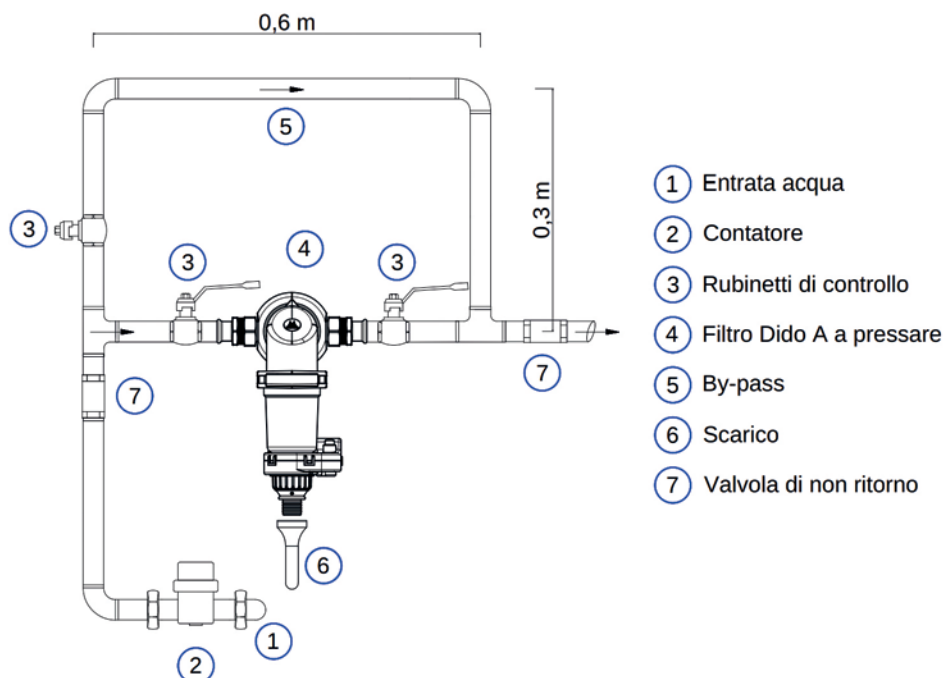 0,6 m
5
0,3 m
3
3
4
3
7
7
6
1
2
1 Entrata acqua
2 Contatore
3 Rubinetti di controllo
4 Filtro Dido A a pressare
5 By-pass
6 Scarico
7 Valvola di non ritorno